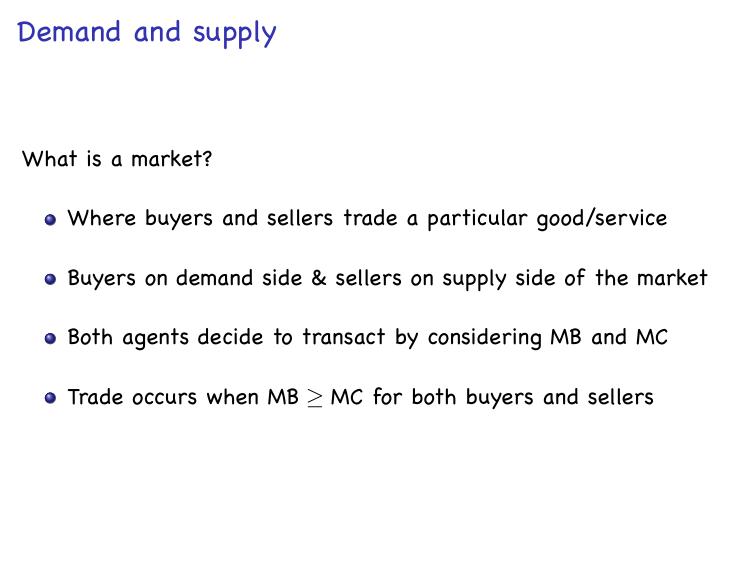 Demand and supply
What is a market?
Where buyers and sellers trade a particular good/service
Buyers on demand side & sellers on supply side of the market
Both agents decide to transact by considering MB and MC
Trade occurs when MB ≥ MC for both buyers and sellers